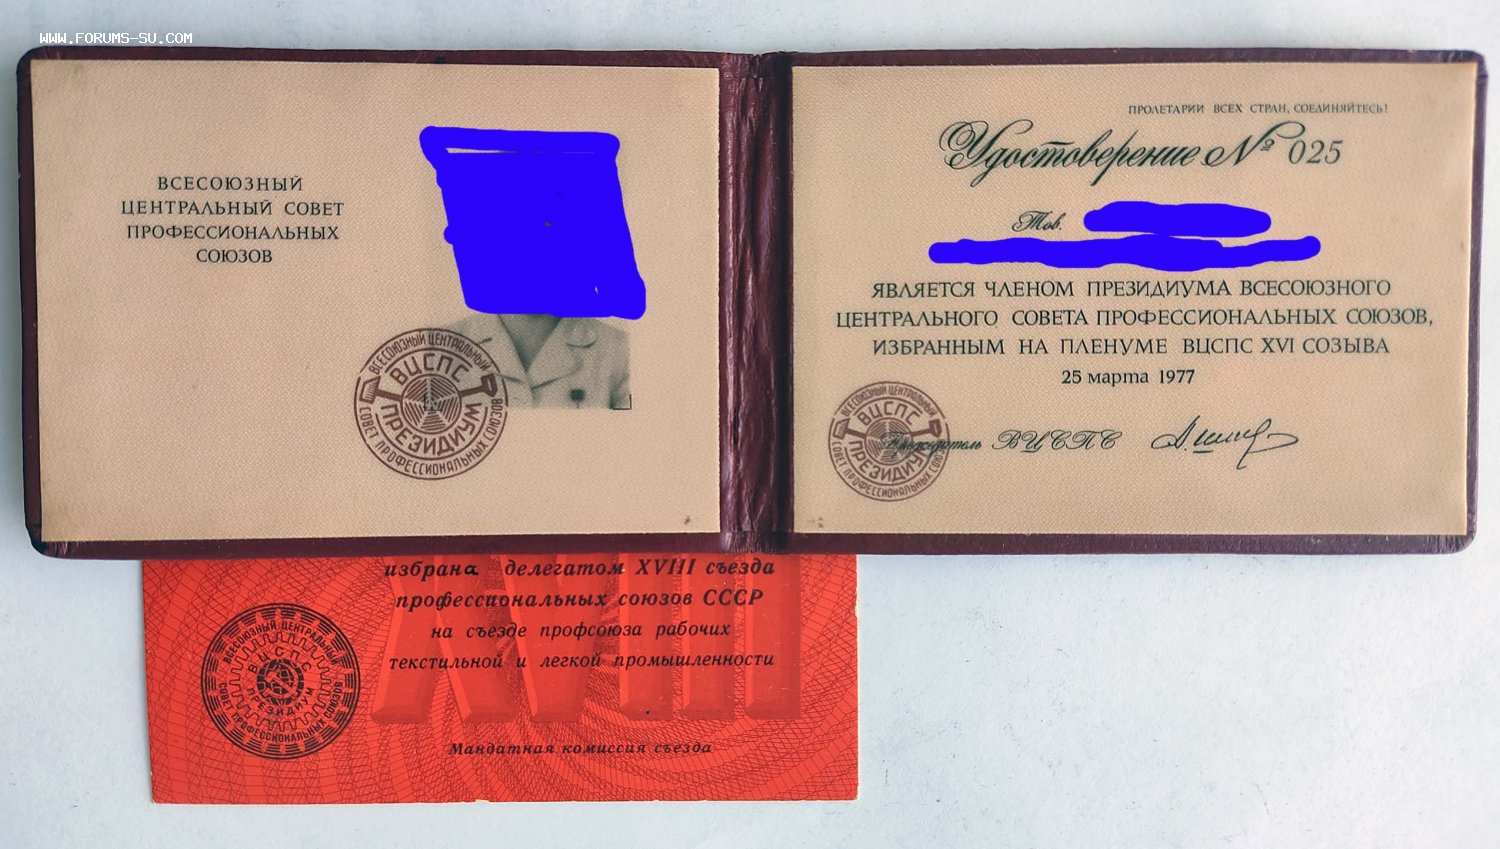 WWW.FORUMS-SU.COM
ВСЕСОЮЗНЫЙ
ЦЕНТРАЛЬНЫЙ СОВЕТ
ПРОФЕССИОНАЛЬНЫХ
СОЮЗОВ
ВСЕСОЮЗНЫЙ ЦЕНТРАЛЬНЫЙ
СОВЕТ ПРОФЕССИОНАЛЬНЫХ СОЮЗОВ
ВЦСПС
ПРЕЗИДИУМ
ПРОЛЕТАРИИ ВСЕХ СТРАН, СОЕДИНЯЙТЕСЬ!
Удостоверение № 025
Тов.
ЯВЛЯЕТСЯ ЧЛЕНОМ ПРЕЗИДИУМА ВСЕСОЮЗНОГО
ЦЕНТРАЛЬНОГО СОВЕТА ПРОФЕССИОНАЛЬНЫХ СОЮЗОВ,
ИЗБРАННЫМ НА ПЛЕНУМЕ ВЦСПС XVI СОЗЫВА
25 марта 1977
Председатель ВЦСПС
ВСЕСОЮЗНЫЙ ЦЕНТРАЛЬНЫЙ
СОВЕТ ПРОФЕССИОНАЛЬНЫХ СОЮЗОВ
ВЦСПС
ПРЕЗИДИУМ
избрана делегатом XVIII съезда
профессиональных союзов СССР
на съезде профсоюза рабочих
текстильной и легкой промышленности
ВСЕСОЮЗНЫЙ ЦЕНТРАЛЬНЫЙ
СОВЕТ ПРОФЕССИОНАЛЬНЫХ СОЮЗОВ
ВЦСПС
ПРЕЗИДИУМ
XVIII
Мандатная комиссия съезда